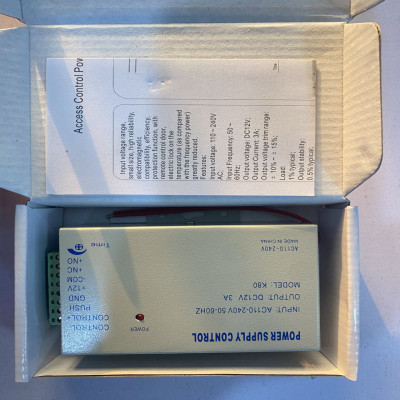 Access Control Pow
Input voltage range,
small size, high reliability,
electromagnetic
compatibility, efficiency,
protection function, with
remote control door,
electric lock on the
temperature (as compared
with the frequency power)
greatly reduced.
Features:
Input voltage: 110~240V
AC;
Input Frequency: 50~
60Hz;
Output voltage: DC12V;
Output Current: 3A;
Output voltage trim range:
± 10% ~ ± 15%;
Load:
1% typical;
Output stability:
0.5% typical;
POWER SUPPLY CONTROL
INPUT: AC110-240V 50-60HZ
OUTPUT: DC12V 3A
MODEL: K80
AC110-240V
MADE IN CHINA
POWER
CONTROL-
CONTROL+
PUSH
GND
+12V
-COM
+NC
+NO
Time